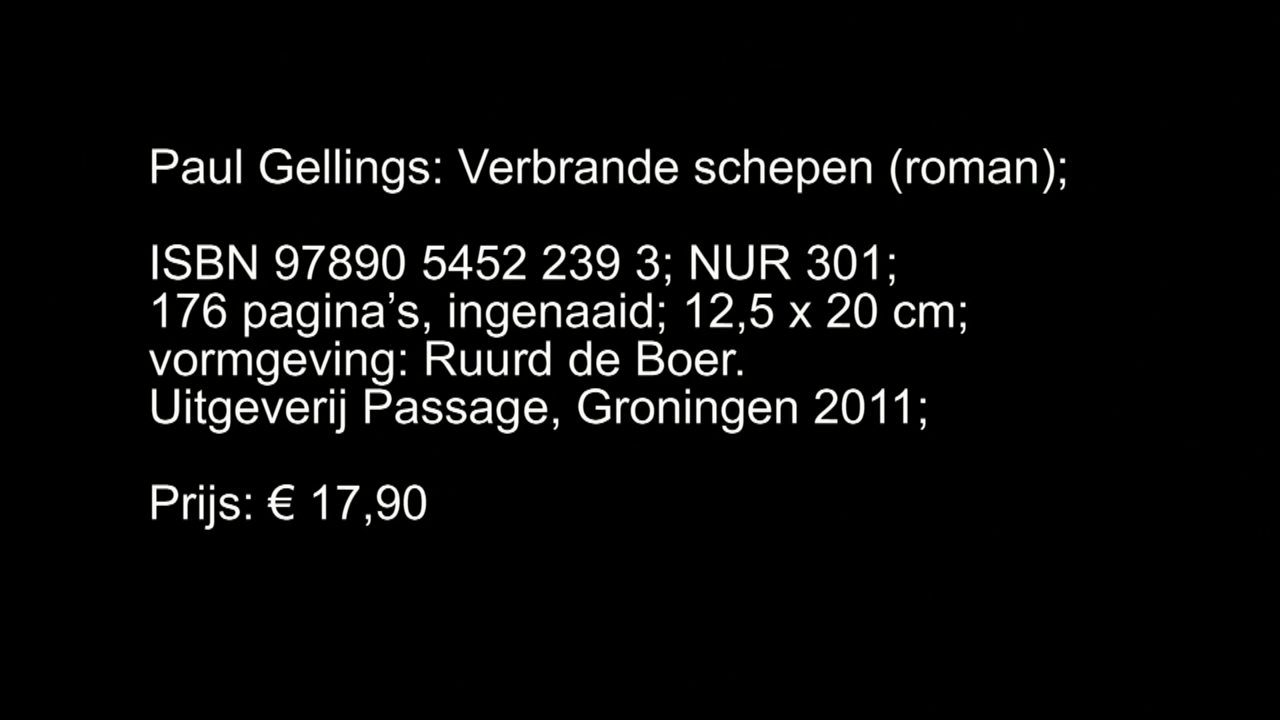 Paul Gellings: Verbrande schepen (roman);
ISBN 97890 5452 239 3; NUR 301;
176 pagina’s, ingenaaid; 12,5 x 20 cm;
vormgeving: Ruurd de Boer.
Uitgeverij Passage, Groningen 2011;
Prijs: € 17,90